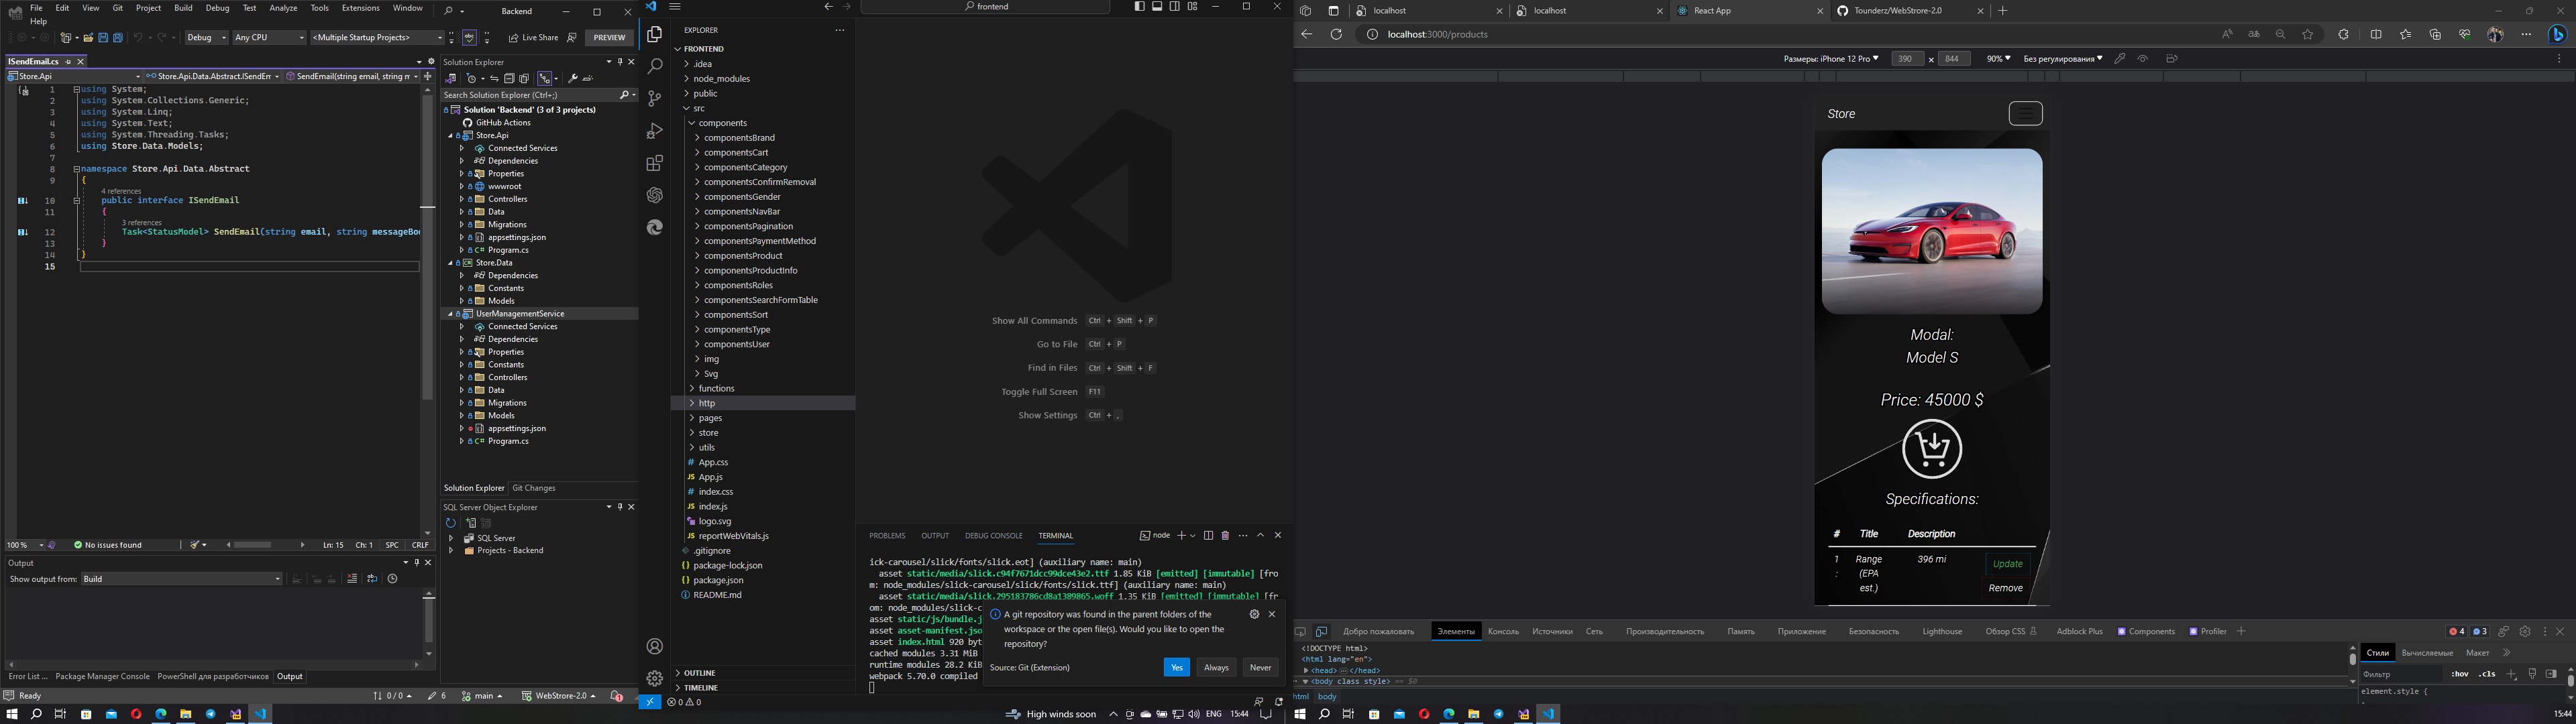 File Edit View Git Project Build Debug Test Analyze Tools Extensions Window Backend
Help
Debug Any CPU <Multiple Startup Projects> Live Share PREVIEW
ISendEmail.cs
Store.Api Store.Api.Data.Abstract.ISendEr SendEmail(string email, string r
1 using System;
2 using System.Collections.Generic;
3 using System.Linq;
4 using System.Text;
5 using System.Threading.Tasks;
6 using Store.Data.Models;
7
8 namespace Store.Api.Data.Abstract
9 {
4 references
10 public interface ISendEmail
11 {
3 references
12 Task<StatusModel> SendEmail(string email, string messageBo
13 }
14 }
15
100 % No issues found Ln: 15 Ch: 1 SPC CRLF
Output
Show output from: Build
Error List ... Package Manager Console PowerShell для разработчиков Output
Ready 0 / 0 6 main WebStore-2.0 1
Solution Explorer
Search Solution Explorer (Ctrl+;)
Solution 'Backend' (3 of 3 projects)
GitHub Actions
Store.Api
Connected Services
Dependencies
Properties
wwwroot
Controllers
Data
Migrations
appsettings.json
C# Program.cs
Store.Data
Dependencies
Constants
Models
UserManagementService
Connected Services
Dependencies
Properties
Constants
Controllers
Data
Migrations
Models
appsettings.json
C# Program.cs
Solution Explorer Git Changes
SQL Server Object Explorer
SQL Server
Projects - Backend
frontend
EXPLORER
FRONTEND
.idea
node_modules
public
src
components
componentsBrand
componentsCart
componentsCategory
componentsConfirmRemoval
componentsGender
componentsNavBar
componentsPagination
componentsPaymentMethod
componentsProduct
componentsProductInfo
componentsRoles
componentsSearchFormTable
componentsSort
componentsType
componentsUser
img
Svg
functions
http
pages
store
utils
# App.css
JS App.js
# index.css
JS index.js
logo.svg
JS reportWebVitals.js
.gitignore
{} package-lock.json
{} package.json
README.md
OUTLINE
TIMELINE
0 0
Show All Commands Ctrl + Shift + P
Go to File Ctrl + P
Find in Files Ctrl + Shift + F
Toggle Full Screen F11
Show Settings Ctrl + ,
PROBLEMS OUTPUT DEBUG CONSOLE TERMINAL node
ick-carousel/slick/fonts/slick.eot] (auxiliary name: main)
asset static/media/slick.c94f7671dcc99dce43e2.ttf 1.85 KiB [emitted] [immutable] [fro
m: node_modules/slick-carousel/slick/fonts/slick.ttf] (auxiliary name: main)
asset static/media/slick.295183786cd8a1389865.woff 1.35 KiB [emitted] [immutable] [fr
om: node_modules/slick-c
asset static/js/bundle.j
asset asset-manifest.jso
asset index.html 920 byt
cached modules 3.31 MiB
runtime modules 28.2 KiB
webpack 5.70.0 compiled
A git repository was found in the parent folders of the
workspace or the open file(s). Would you like to open the
repository?
Source: Git (Extension) Yes Always Never
High winds soon ENG 15:44
localhost localhost React App Tounderz/WebStore-2.0
localhost:3000/products
Размеры: iPhone 12 Pro 390 x 844 90% Без регулирования
Store
Modal:
Model S
Price: 45000 $
Specifications:
# Title Description
1 : Range (EPA est.) 396 mi Update
Remove
Добро пожаловать Элементы Консоль Источники Сеть Производительность Память Приложение Безопасность Lighthouse Обзор CSS Adblock Plus Components Profiler 4 3
<!DOCTYPE html>
<html lang="en">
<head> </head>
<body class style> == $0
html body
Стили Вычисляемые Макет
Фильтр :hov .cls
element.style {
15:44